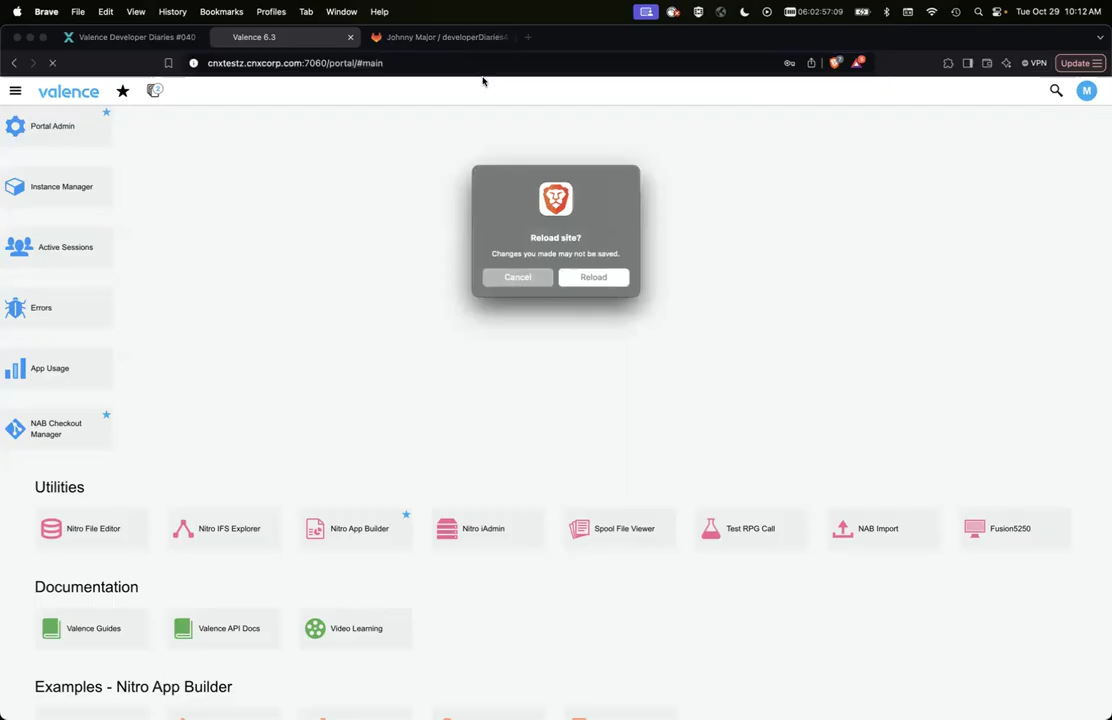 Brave File Edit View History Bookmarks Profiles Tab Window Help 06:02:57:09 Tue Oct 29 10:12 AM
Valence Developer Diaries #040 Valence 6.3 Johnny Major / developerDiaries
cnxtestz.cnxcorp.com:7060/portal/#main VPN Update
valence M
Portal Admin
Instance Manager
Active Sessions
Errors
App Usage
NAB Checkout
Manager
Reload site?
Changes you made may not be saved.
Cancel Reload
Utilities
Nitro File Editor Nitro IFS Explorer Nitro App Builder Nitro iAdmin Spool File Viewer Test RPG Call NAB Import Fusion5250
Documentation
Valence Guides Valence API Docs Video Learning
Examples - Nitro App Builder